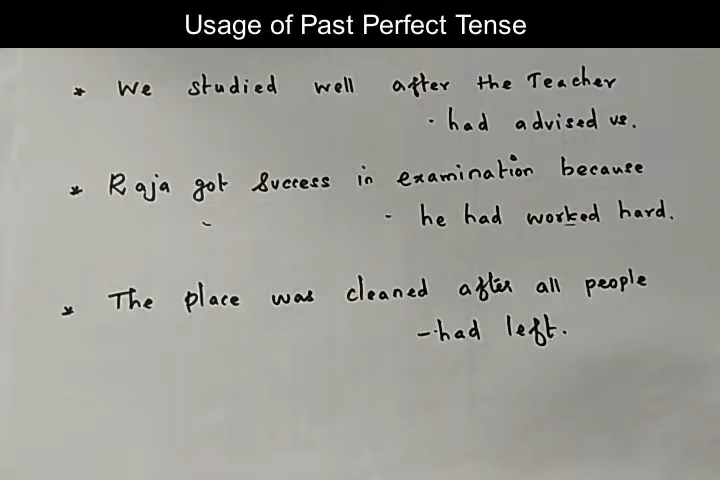 Usage of Past Perfect Tense
* We studied well after the Teacher
had advised us.
* Raja got Success in examination because
he had worked hard.
* The place was cleaned after all people
-had left.